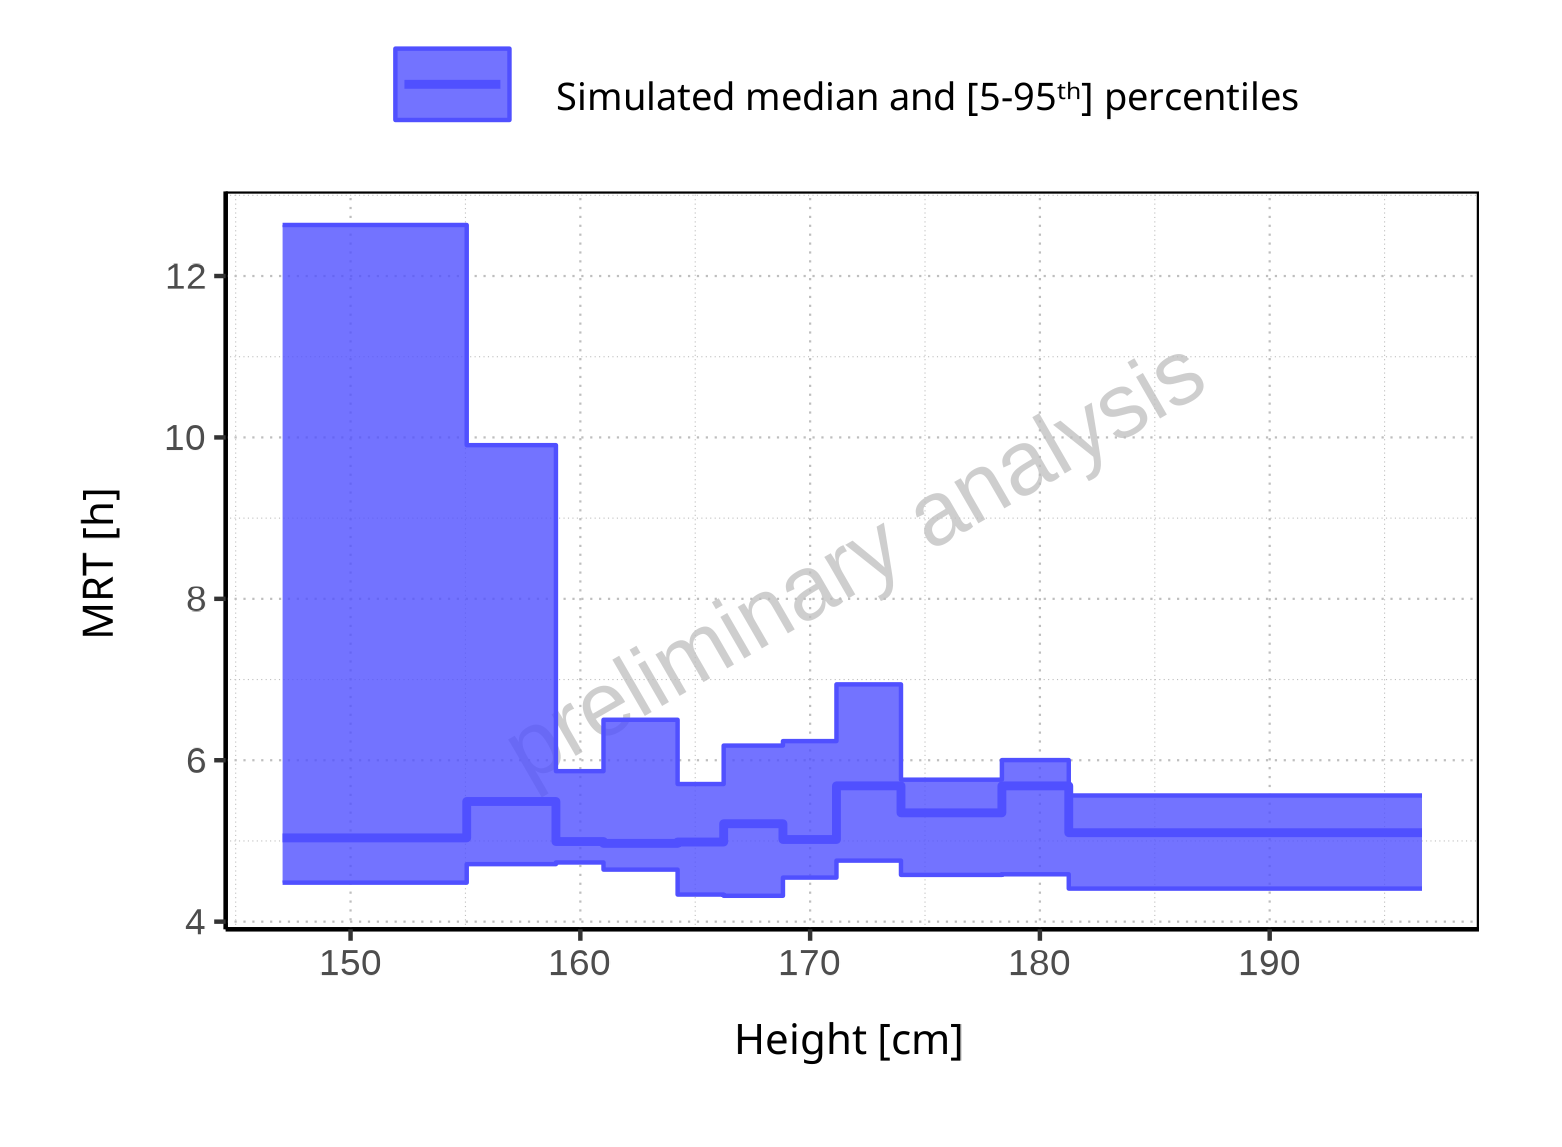 Simulated median and [5-95ᵗʰ] percentiles
12
10
8
6
4
MRT [h]
preliminary analysis
150 160 170 180 190
Height [cm]